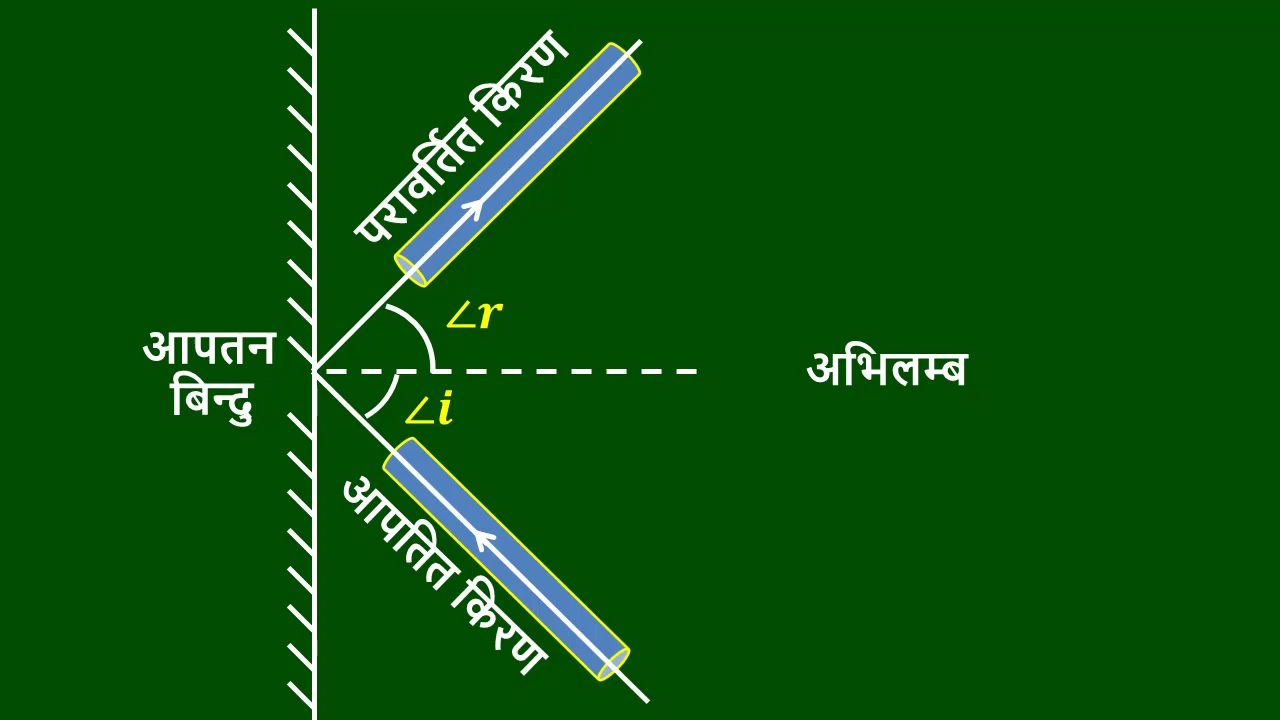 परावर्तित किरण
∠r
आपतन
बिन्दु
अभिलम्ब
∠i
आपतित किरण